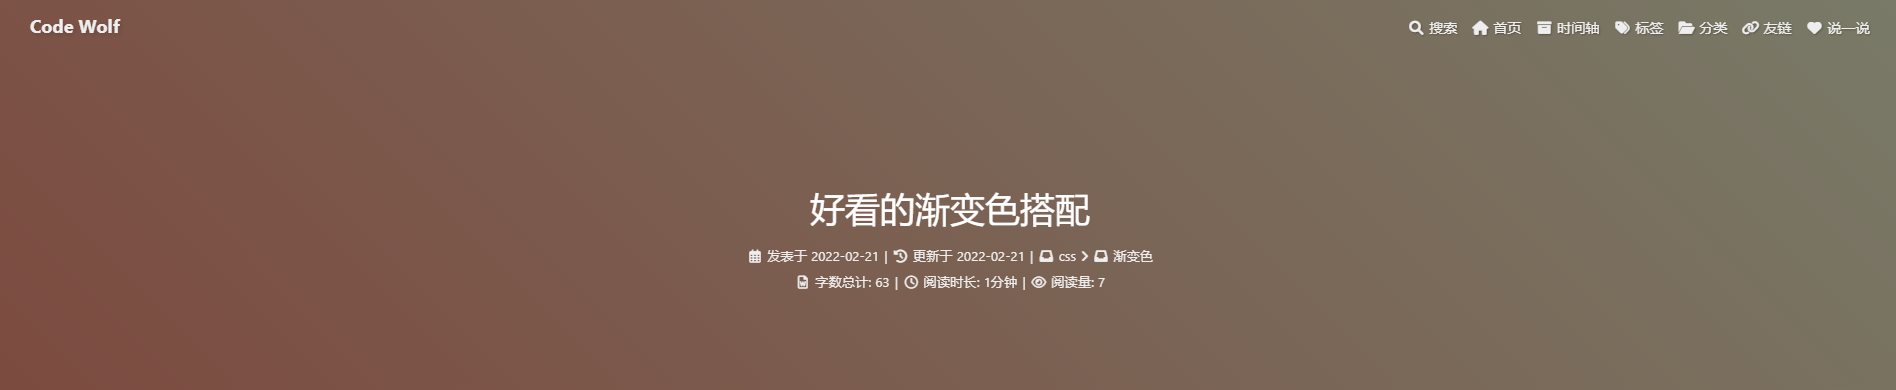 Code Wolf
搜索 首页 时间轴 标签 分类 友链 说一说
好看的渐变色搭配
发表于 2022-02-21 | 更新于 2022-02-21 | css > 渐变色
字数总计: 63 | 阅读时长: 1分钟 | 阅读量: 7